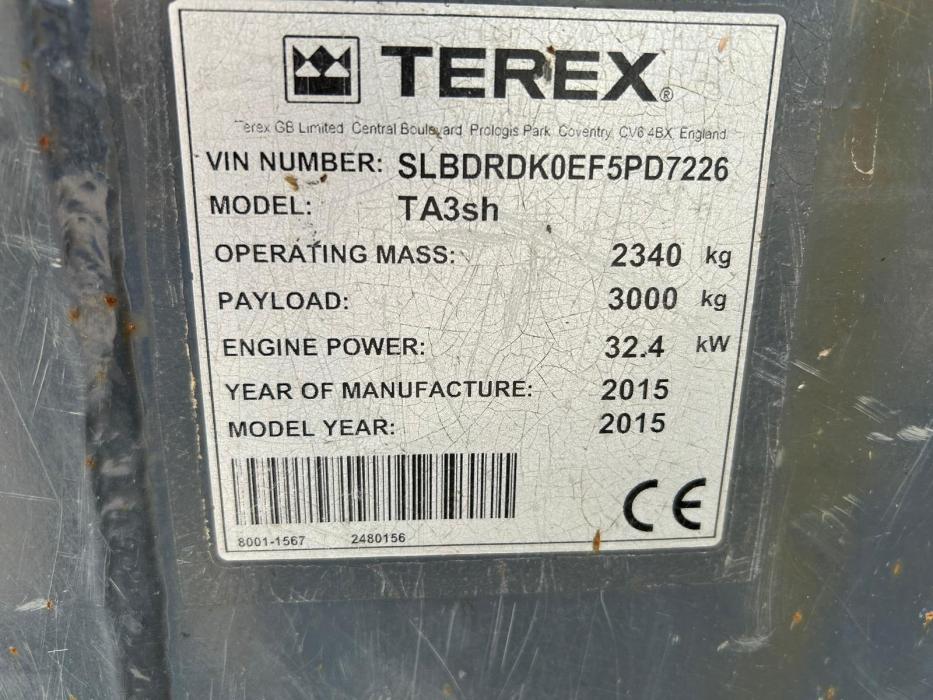 TEREX®
Terex GB Limited Central Boulevard Prologis Park Coventry CV6 4BX England
VIN NUMBER: SLBDRDK0EF5PD7226
MODEL: TA3sh
OPERATING MASS: 2340 kg
PAYLOAD: 3000 kg
ENGINE POWER: 32.4 kW
YEAR OF MANUFACTURE: 2015
MODEL YEAR: 2015
8001-1567 2480156
CE